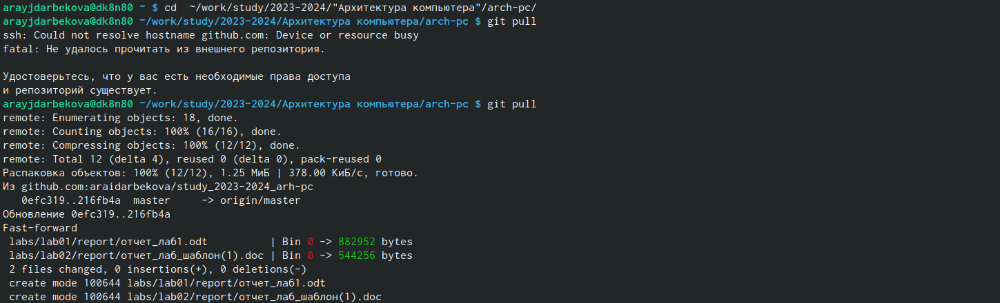 arayjdarbekova@dk8n80 ~ $ cd  ~/work/study/2023-2024/"Архитектура компьютера"/arch-pc/
arayjdarbekova@dk8n80 ~/work/study/2023-2024/Архитектура компьютера/arch-pc $ git pull
ssh: Could not resolve hostname github.com: Device or resource busy
fatal: Не удалось прочитать из внешнего репозитория.

Удостоверьтесь, что у вас есть необходимые права доступа
и репозиторий существует.
arayjdarbekova@dk8n80 ~/work/study/2023-2024/Архитектура компьютера/arch-pc $ git pull
remote: Enumerating objects: 18, done.
remote: Counting objects: 100% (16/16), done.
remote: Compressing objects: 100% (12/12), done.
remote: Total 12 (delta 4), reused 0 (delta 0), pack-reused 0
Распаковка объектов: 100% (12/12), 1.25 МиБ | 378.00 КиБ/с, готово.
Из github.com:araidarbekova/study_2023-2024_arh-pc
   0efc319..216fb4a  master     -> origin/master
Обновление 0efc319..216fb4a
Fast-forward
 labs/lab01/report/отчет_лаб1.odt          | Bin 0 -> 882952 bytes
 labs/lab02/report/отчет_лаб_шаблон(1).doc | Bin 0 -> 544256 bytes
 2 files changed, 0 insertions(+), 0 deletions(-)
 create mode 100644 labs/lab01/report/отчет_лаб1.odt
 create mode 100644 labs/lab02/report/отчет_лаб_шаблон(1).doc